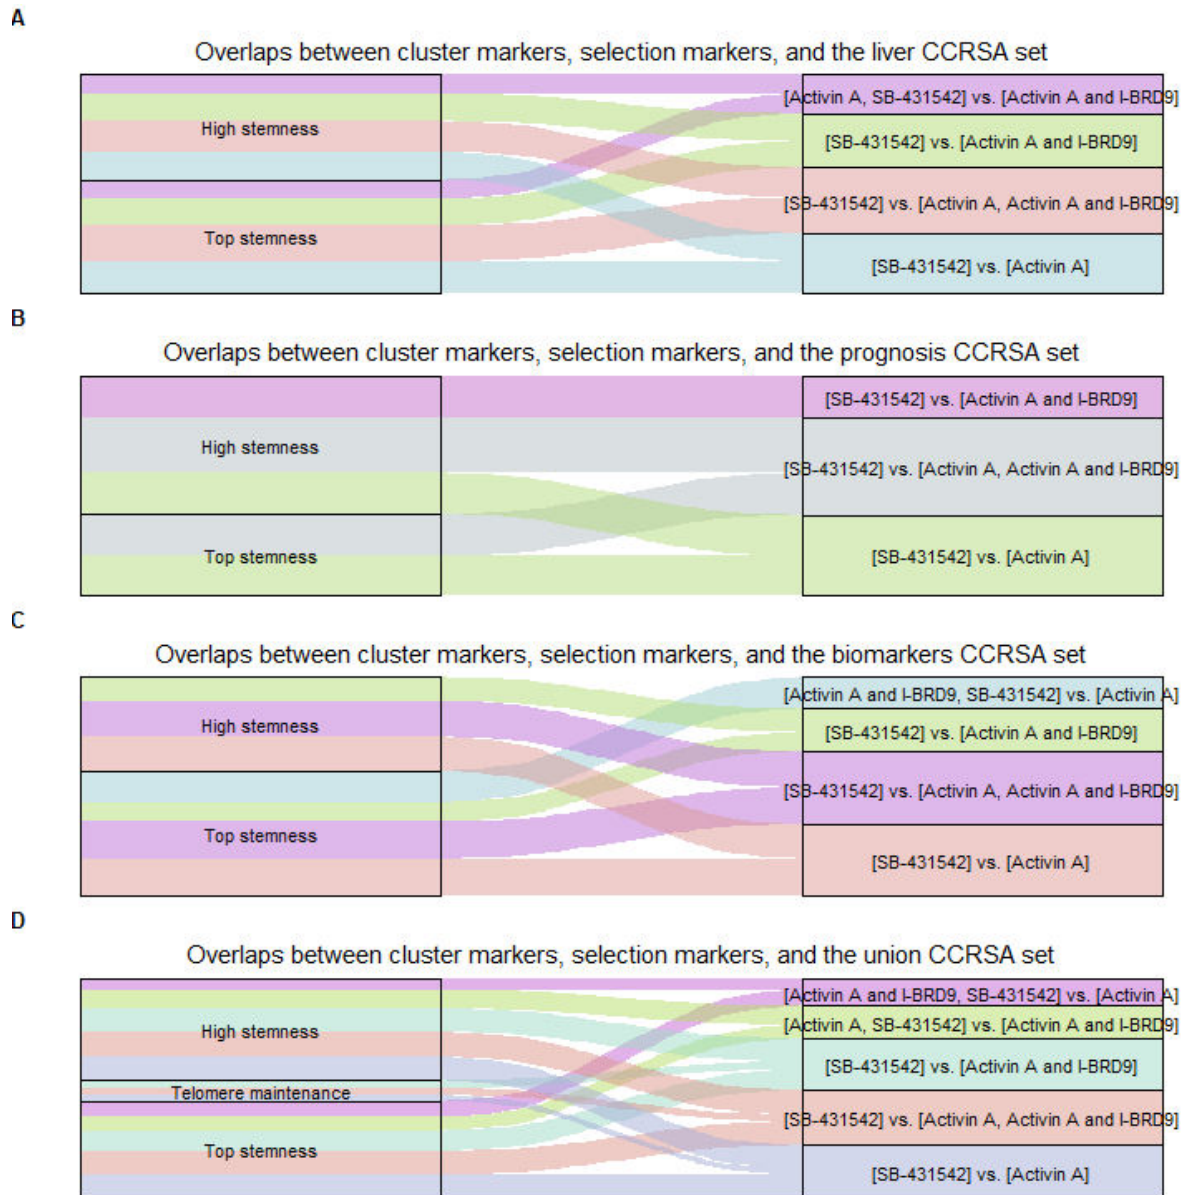 A
Overlaps between cluster markers, selection markers, and the liver CCRSA set
High stemness
Top stemness
[Activin A, SB-431542] vs. [Activin A and I-BRD9]
[SB-431542] vs. [Activin A and I-BRD9]
[SB-431542] vs. [Activin A, Activin A and I-BRD9]
[SB-431542] vs. [Activin A]
B
Overlaps between cluster markers, selection markers, and the prognosis CCRSA set
High stemness
Top stemness
[SB-431542] vs. [Activin A and I-BRD9]
[SB-431542] vs. [Activin A, Activin A and I-BRD9]
[SB-431542] vs. [Activin A]
C
Overlaps between cluster markers, selection markers, and the biomarkers CCRSA set
High stemness
Top stemness
[Activin A and I-BRD9, SB-431542] vs. [Activin A]
[SB-431542] vs. [Activin A and I-BRD9]
[SB-431542] vs. [Activin A, Activin A and I-BRD9]
[SB-431542] vs. [Activin A]
D
Overlaps between cluster markers, selection markers, and the union CCRSA set
High stemness
Telomere maintenance
Top stemness
[Activin A and I-BRD9, SB-431542] vs. [Activin A]
[Activin A, SB-431542] vs. [Activin A and I-BRD9]
[SB-431542] vs. [Activin A and I-BRD9]
[SB-431542] vs. [Activin A, Activin A and I-BRD9]
[SB-431542] vs. [Activin A]